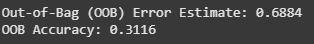 Out-of-Bag (OOB) Error Estimate: 0.6884
OOB Accuracy: 0.3116